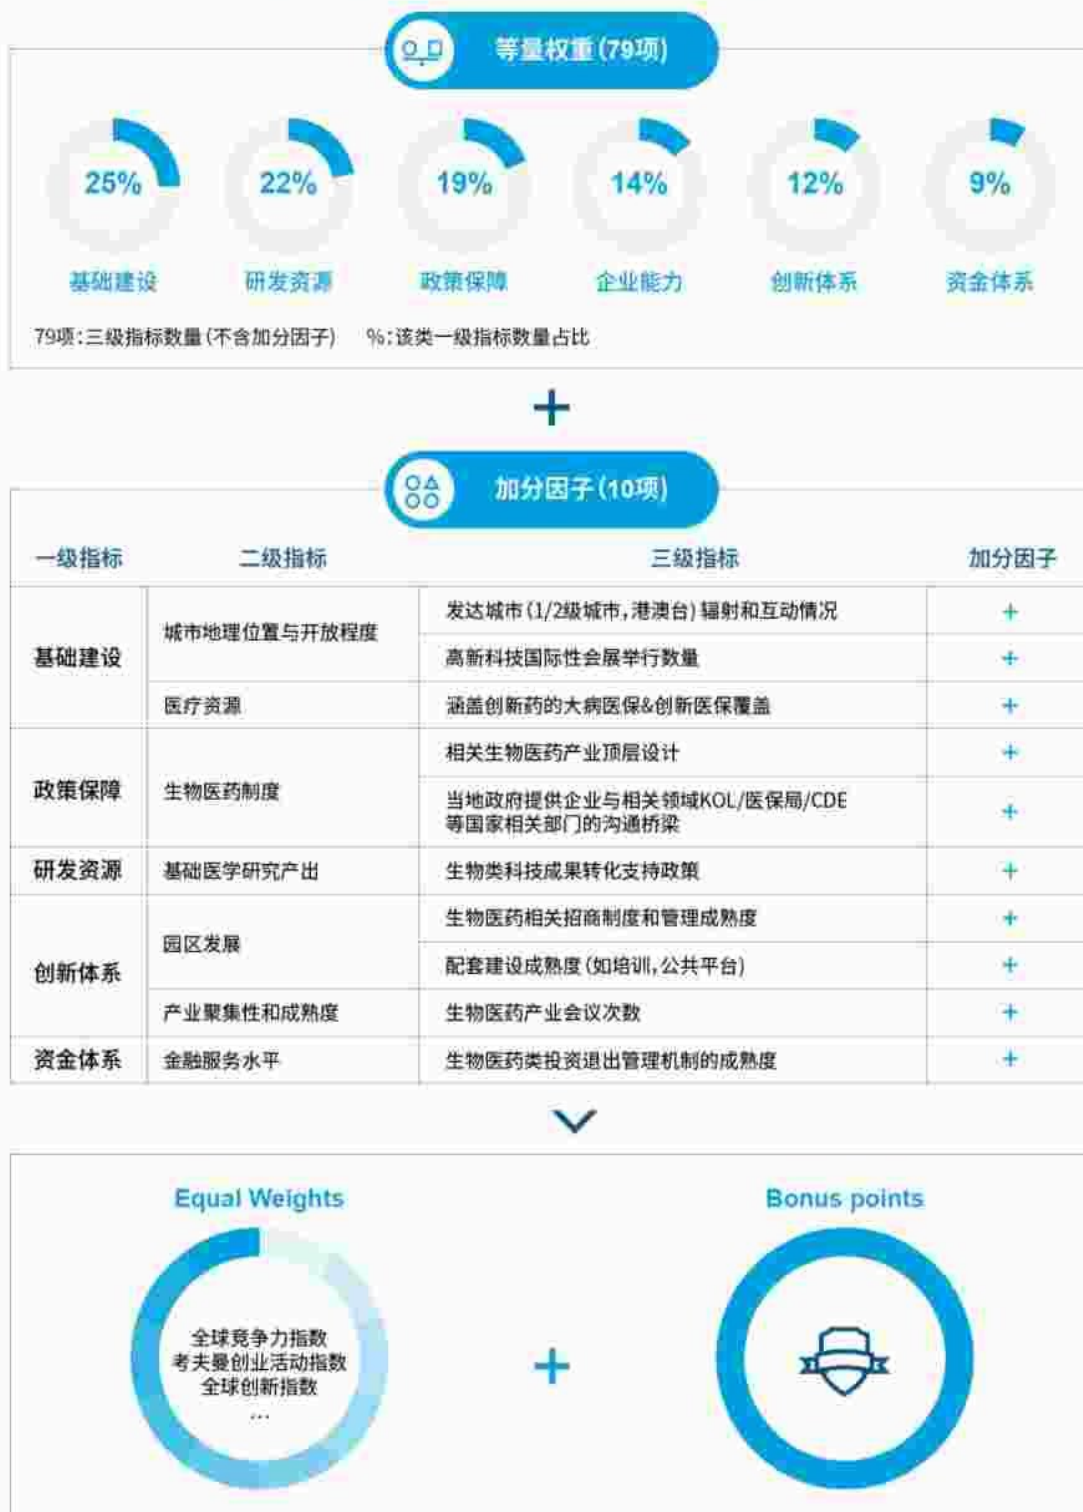 等量权重(79项)
25% 22% 19% 14% 12% 9%
基础建设 研发资源 政策保障 企业能力 创新体系 资金体系
79项:三级指标数量(不含加分因子) %:该类一级指标数量占比
加分因子(10项)
一级指标 二级指标 三级指标 加分因子
基础建设
城市地理位置与开放程度
发达城市(1/2级城市,港澳台)辐射和互动情况 +
高新科技国际性会展举行数量 +
医疗资源 涵盖创新药的大病医保&创新医保覆盖 +
政策保障
生物医药制度
相关生物医药产业顶层设计 +
当地政府提供企业与相关领域KOL/医保局/CDE
等国家相关部门的沟通桥梁 +
研发资源 基础医学研究产出 生物类科技成果转化支持政策 +
创新体系
园区发展
生物医药相关招商制度和管理成熟度 +
配套建设成熟度(如培训,公共平台) +
产业聚集性和成熟度 生物医药产业会议次数 +
资金体系 金融服务水平 生物医药类投资退出管理机制的成熟度 +
Equal Weights Bonus points
全球竞争力指数
考夫曼创业活动指数
全球创新指数
...